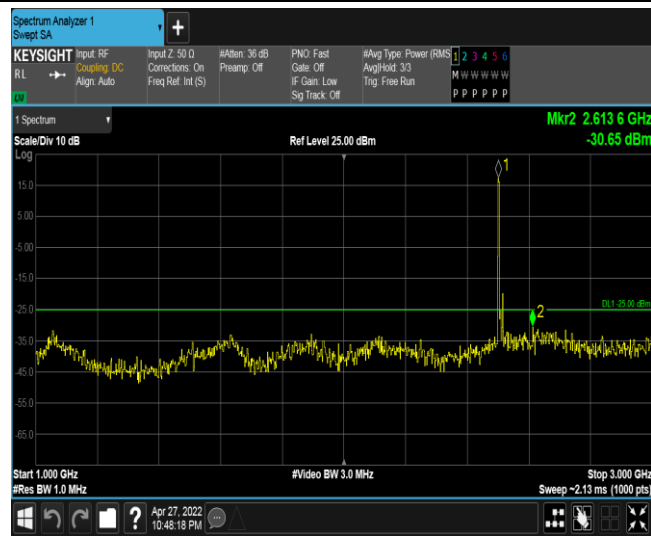 Spectrum Analyzer 1
Swept SA
+
KEYSIGHT
RL
Input: RF
Coupling: DC
Align: Auto
Input Z: 50 Ω
Corrections: On
Freq Ref: Int (S)
#Atten: 36 dB
Preamp: Off
PNO: Fast
Gate: Off
IF Gain: Low
Sig Track: Off
#Avg Type: Power (RMS
Avg|Hold: 3/3
Trig: Free Run
1 2 3 4 5 6
M W W W W W
P P P P P P
1 Spectrum
Scale/Div 10 dB
Ref Level 25.00 dBm
Mkr2 2.613 6 GHz
-30.65 dBm
Log
1
15.0
5.00
-5.00
-15.0
-25.0
DL1 -25.00 dBm
2
-35.0
-45.0
-55.0
-65.0
Start 1.000 GHz
#Video BW 3.0 MHz
Stop 3.000 GHz
#Res BW 1.0 MHz
Sweep ~2.13 ms (1000 pts)
?
Apr 27, 2022
10:48:18 PM